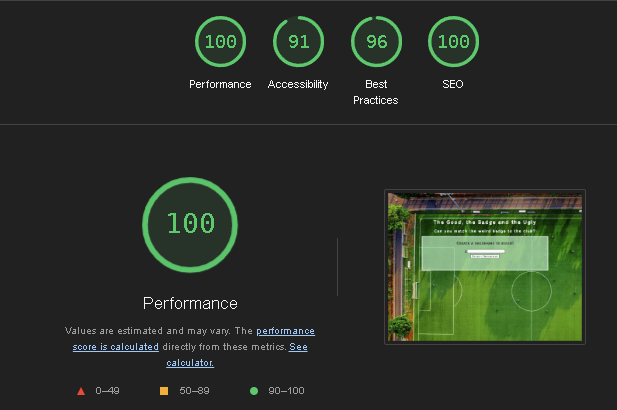 100
91
96
100
Performance
Accessibility
Best
Practices
SEO
100
Performance
Values are estimated and may vary. The performance
score is calculated directly from these metrics. See
calculator.
0–49
50–89
90–100
The Good, the Badge and the Ugly
Can you match the weird badge to the club?